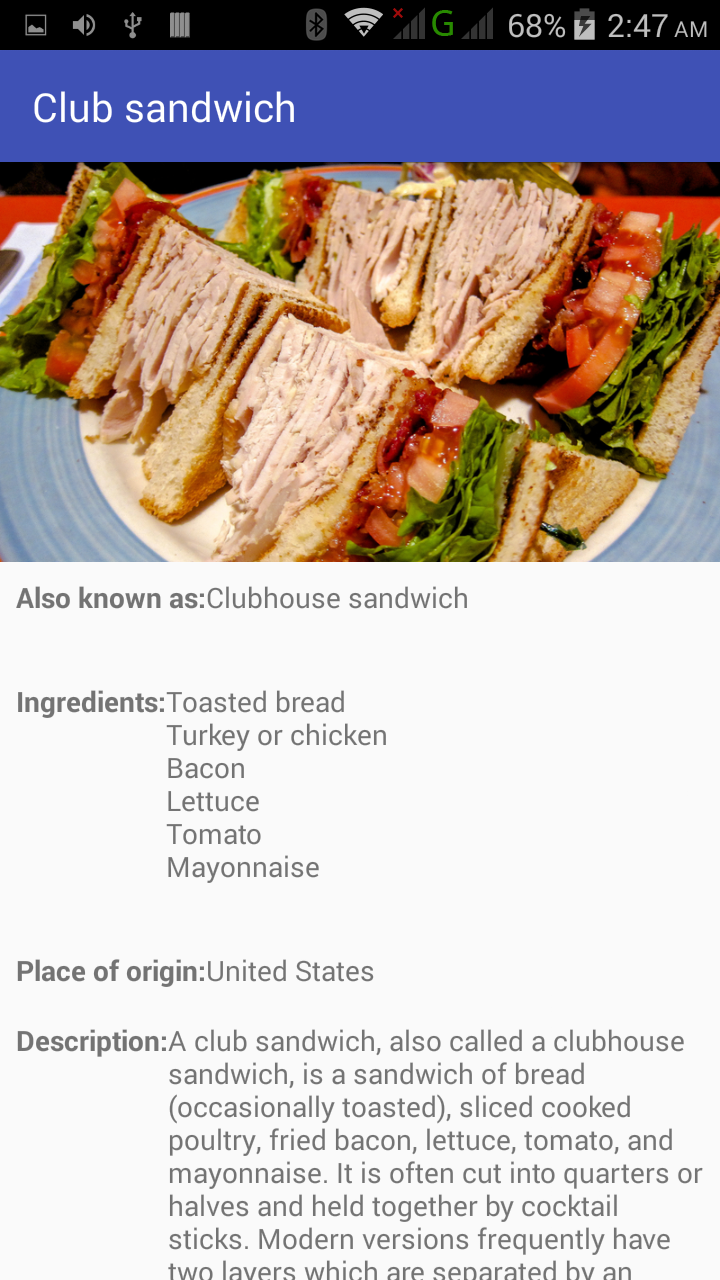 G 68% 2:47 AM
Club sandwich
Also known as:Clubhouse sandwich
Ingredients:Toasted bread
Turkey or chicken
Bacon
Lettuce
Tomato
Mayonnaise
Place of origin:United States
Description:A club sandwich, also called a clubhouse
sandwich, is a sandwich of bread
(occasionally toasted), sliced cooked
poultry, fried bacon, lettuce, tomato, and
mayonnaise. It is often cut into quarters or
halves and held together by cocktail
sticks. Modern versions frequently have
two layers which are separated by an